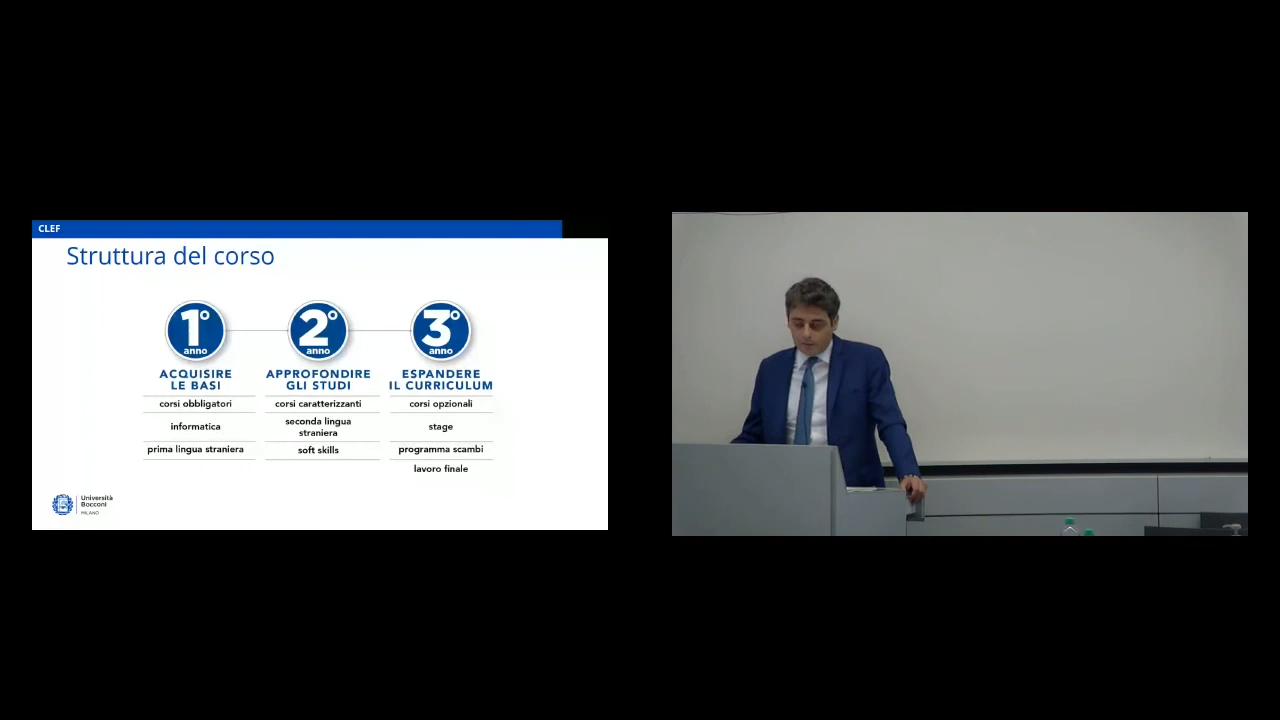 CLEF
Struttura del corso
1°
anno
2°
anno
3°
anno
ACQUISIRE
LE BASI
corsi obbligatori
informatica
prima lingua straniera
APPROFONDIRE
GLI STUDI
corsi caratterizzanti
seconda lingua
straniera
soft skills
ESPANDERE
IL CURRICULUM
corsi opzionali
stage
programma scambi
lavoro finale
Università
Bocconi
MILANO